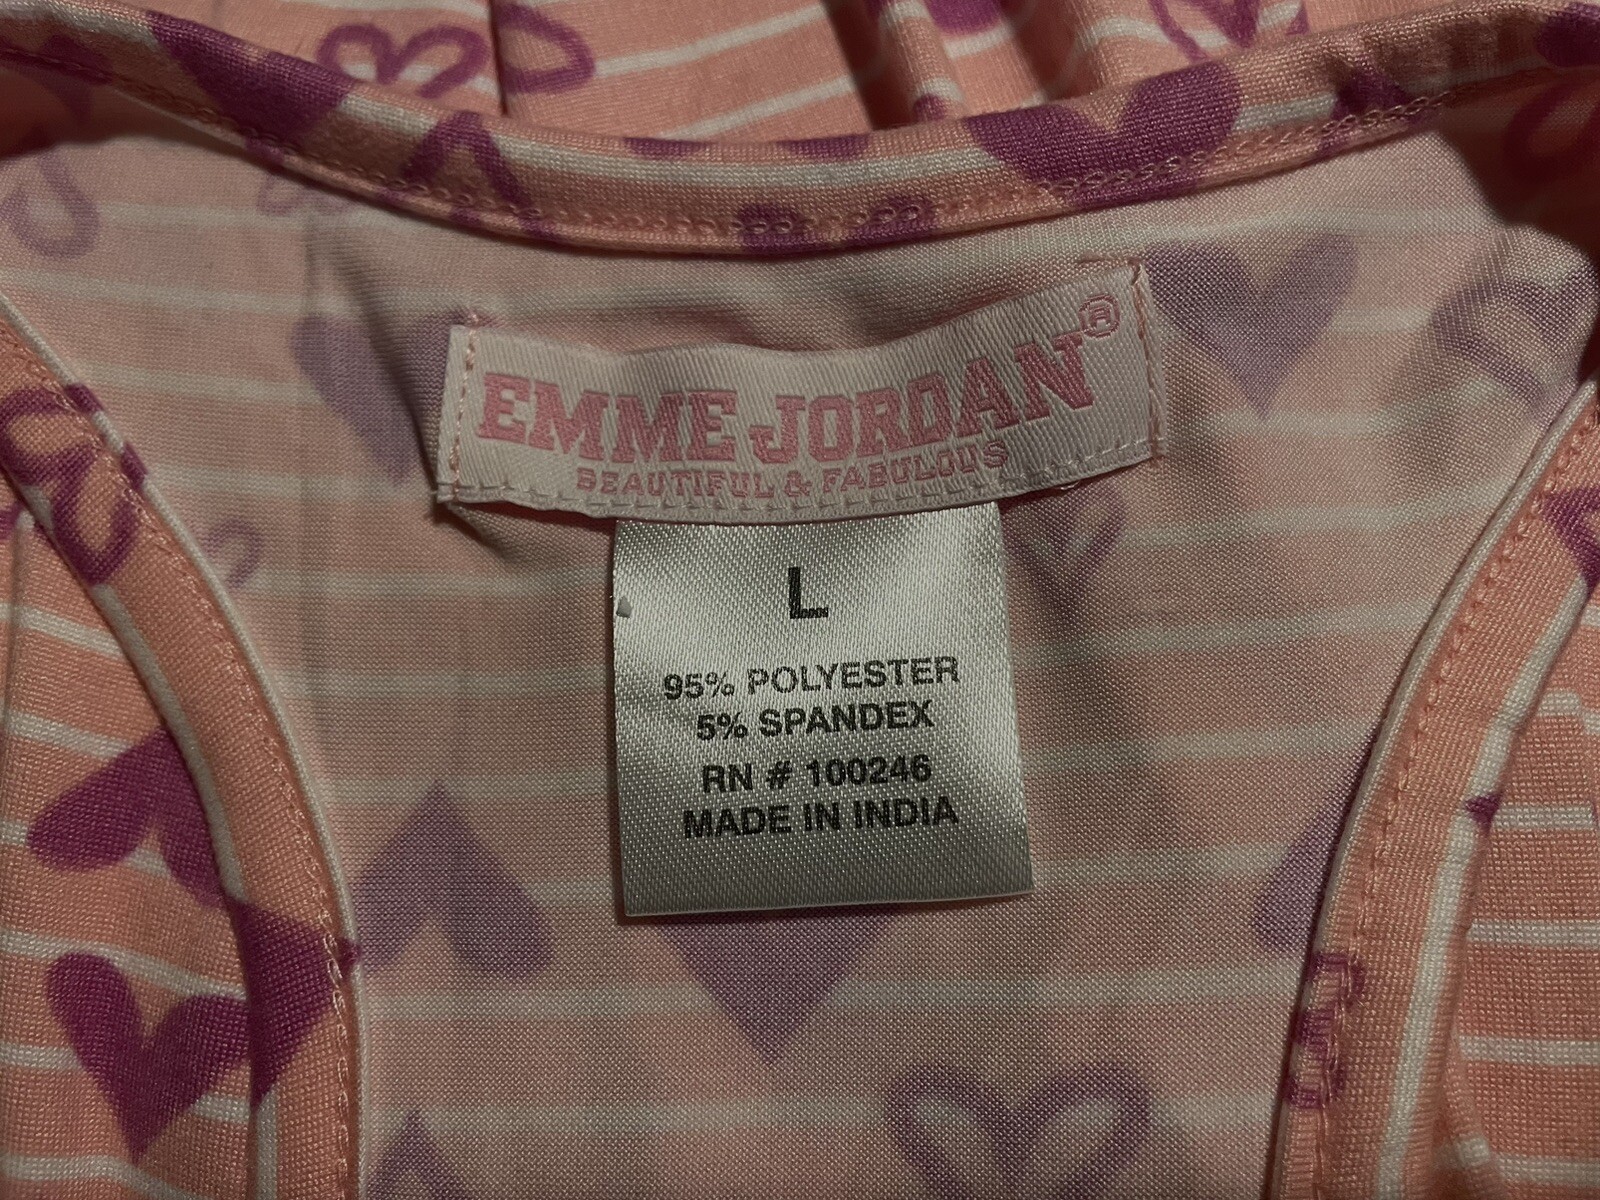 EMME JORDAN®
BEAUTIFUL & FABULOUS
L
95% POLYESTER
5% SPANDEX
RN # 100246
MADE IN INDIA